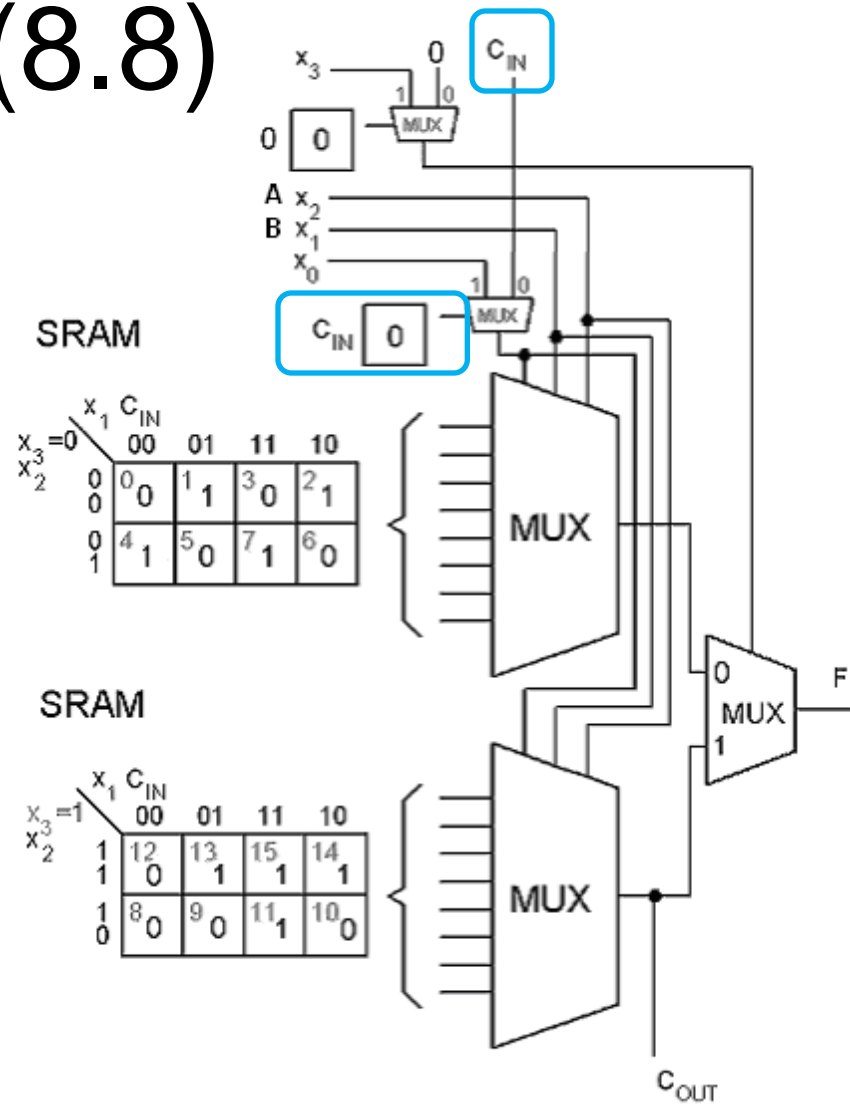 (8.8)
x3 0 CIN
1 0
MUX
0 0
A x2
B x1
x0
1 0
MUX
CIN 0
SRAM
x1 CIN
x3=0 00 01 11 10
x2
0 0 0 0 1 1 3 0 2 1
0 1 4 1 5 0 7 1 6 0
MUX
0
MUX
1
F
SRAM
x1 CIN
x3=1 00 01 11 10
x2
1 1 12 0 13 1 15 1 14 1
1 0 8 0 9 0 11 1 10 0
MUX
COUT